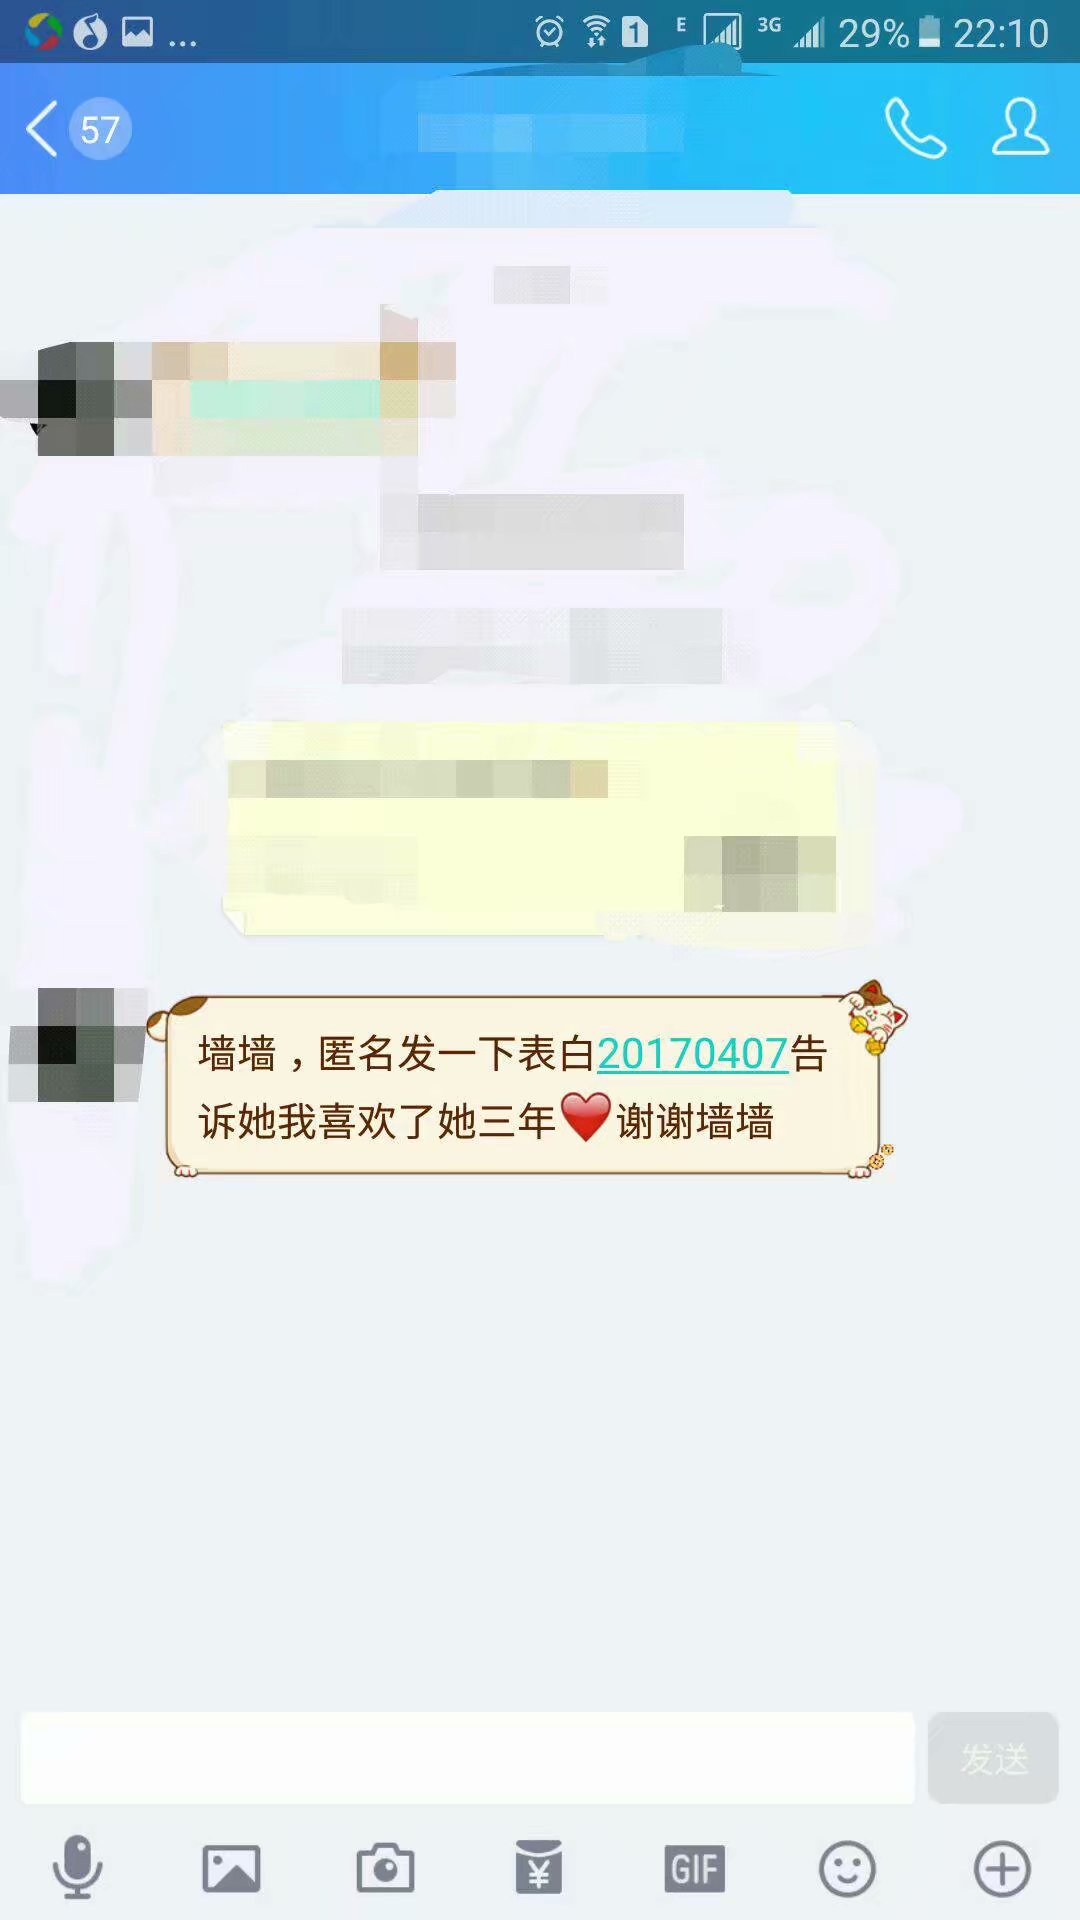 ... E 3G 29% 22:10
57
墙墙，匿名发一下表白20170407告
诉她我喜欢了她三年❤️谢谢墙墙
发送
GIF